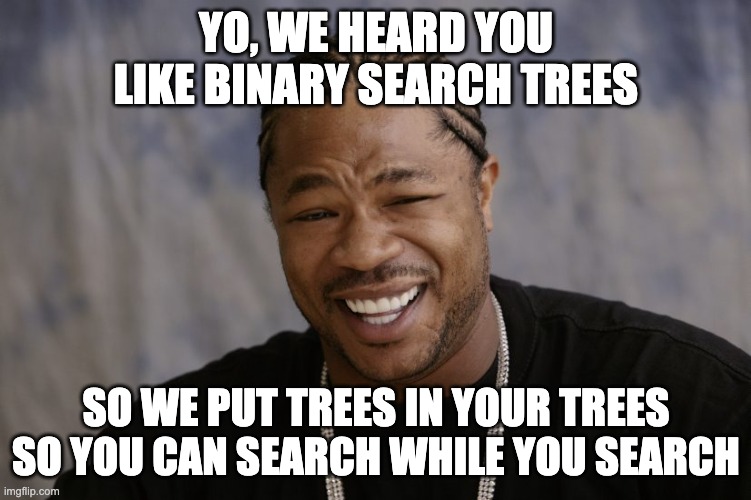 YO, WE HEARD YOU
LIKE BINARY SEARCH TREES
SO WE PUT TREES IN YOUR TREES
SO YOU CAN SEARCH WHILE YOU SEARCH
imgflip.com